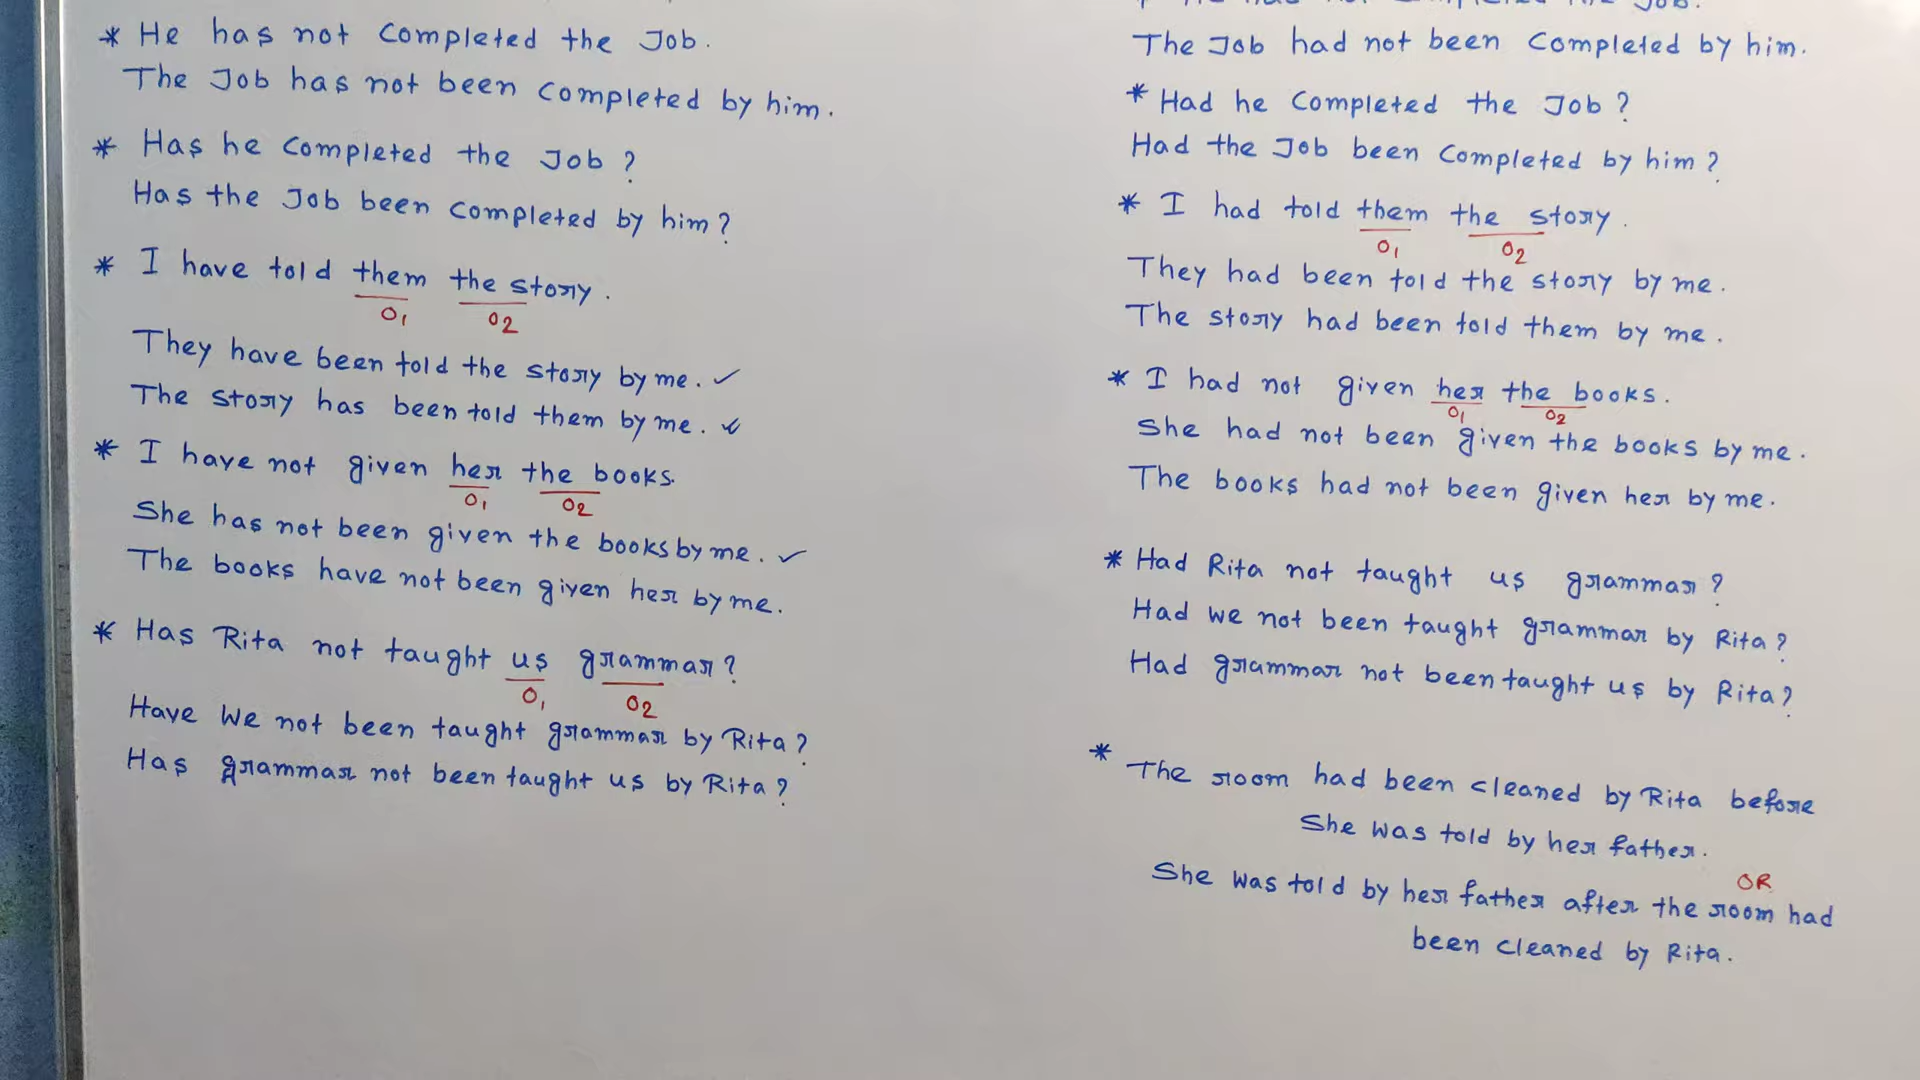 * He has not completed the Job.
The Job has not been completed by him.
* Has he completed the Job?
Has the Job been completed by him?
* I have told them the story.
O1 O2
They have been told the story by me. ✓
The story has been told them by me. ✓
* I have not given her the books.
O1 O2
She has not been given the books by me. ✓
The books have not been given her by me.
* Has Rita not taught us grammar?
O1 O2
Have We not been taught grammar by Rita?
Has grammar not been taught us by Rita?
The Job had not been completed by him.
* Had he completed the Job?
Had the Job been completed by him?
* I had told them the story.
O1 O2
They had been told the story by me.
The story had been told them by me.
* I had not given her the books.
O1 O2
She had not been given the books by me.
The books had not been given her by me.
* Had Rita not taught us grammar?
Had we not been taught grammar by Rita?
Had grammar not been taught us by Rita?
* The room had been cleaned by Rita before
She was told by her father.
OR
She was told by her father after the room had
been cleaned by Rita.